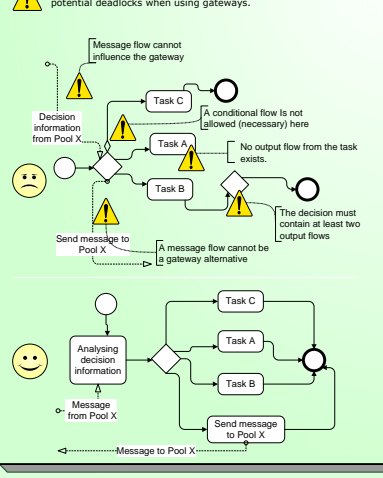 potential deadlocks when using gateways.
Message flow cannot
influence the gateway
Task C
Decision
information
from Pool X
A conditional flow Is not
allowed (necessary) here
Task A
No output flow from the task
exists.
Task B
The decision must
contain at least two
output flows
Send message to
Pool X
A message flow cannot be
a gateway alternative
Task C
Analysing
decision
information
Task A
Task B
Message
from Pool X
Send message
to Pool X
Message to Pool X